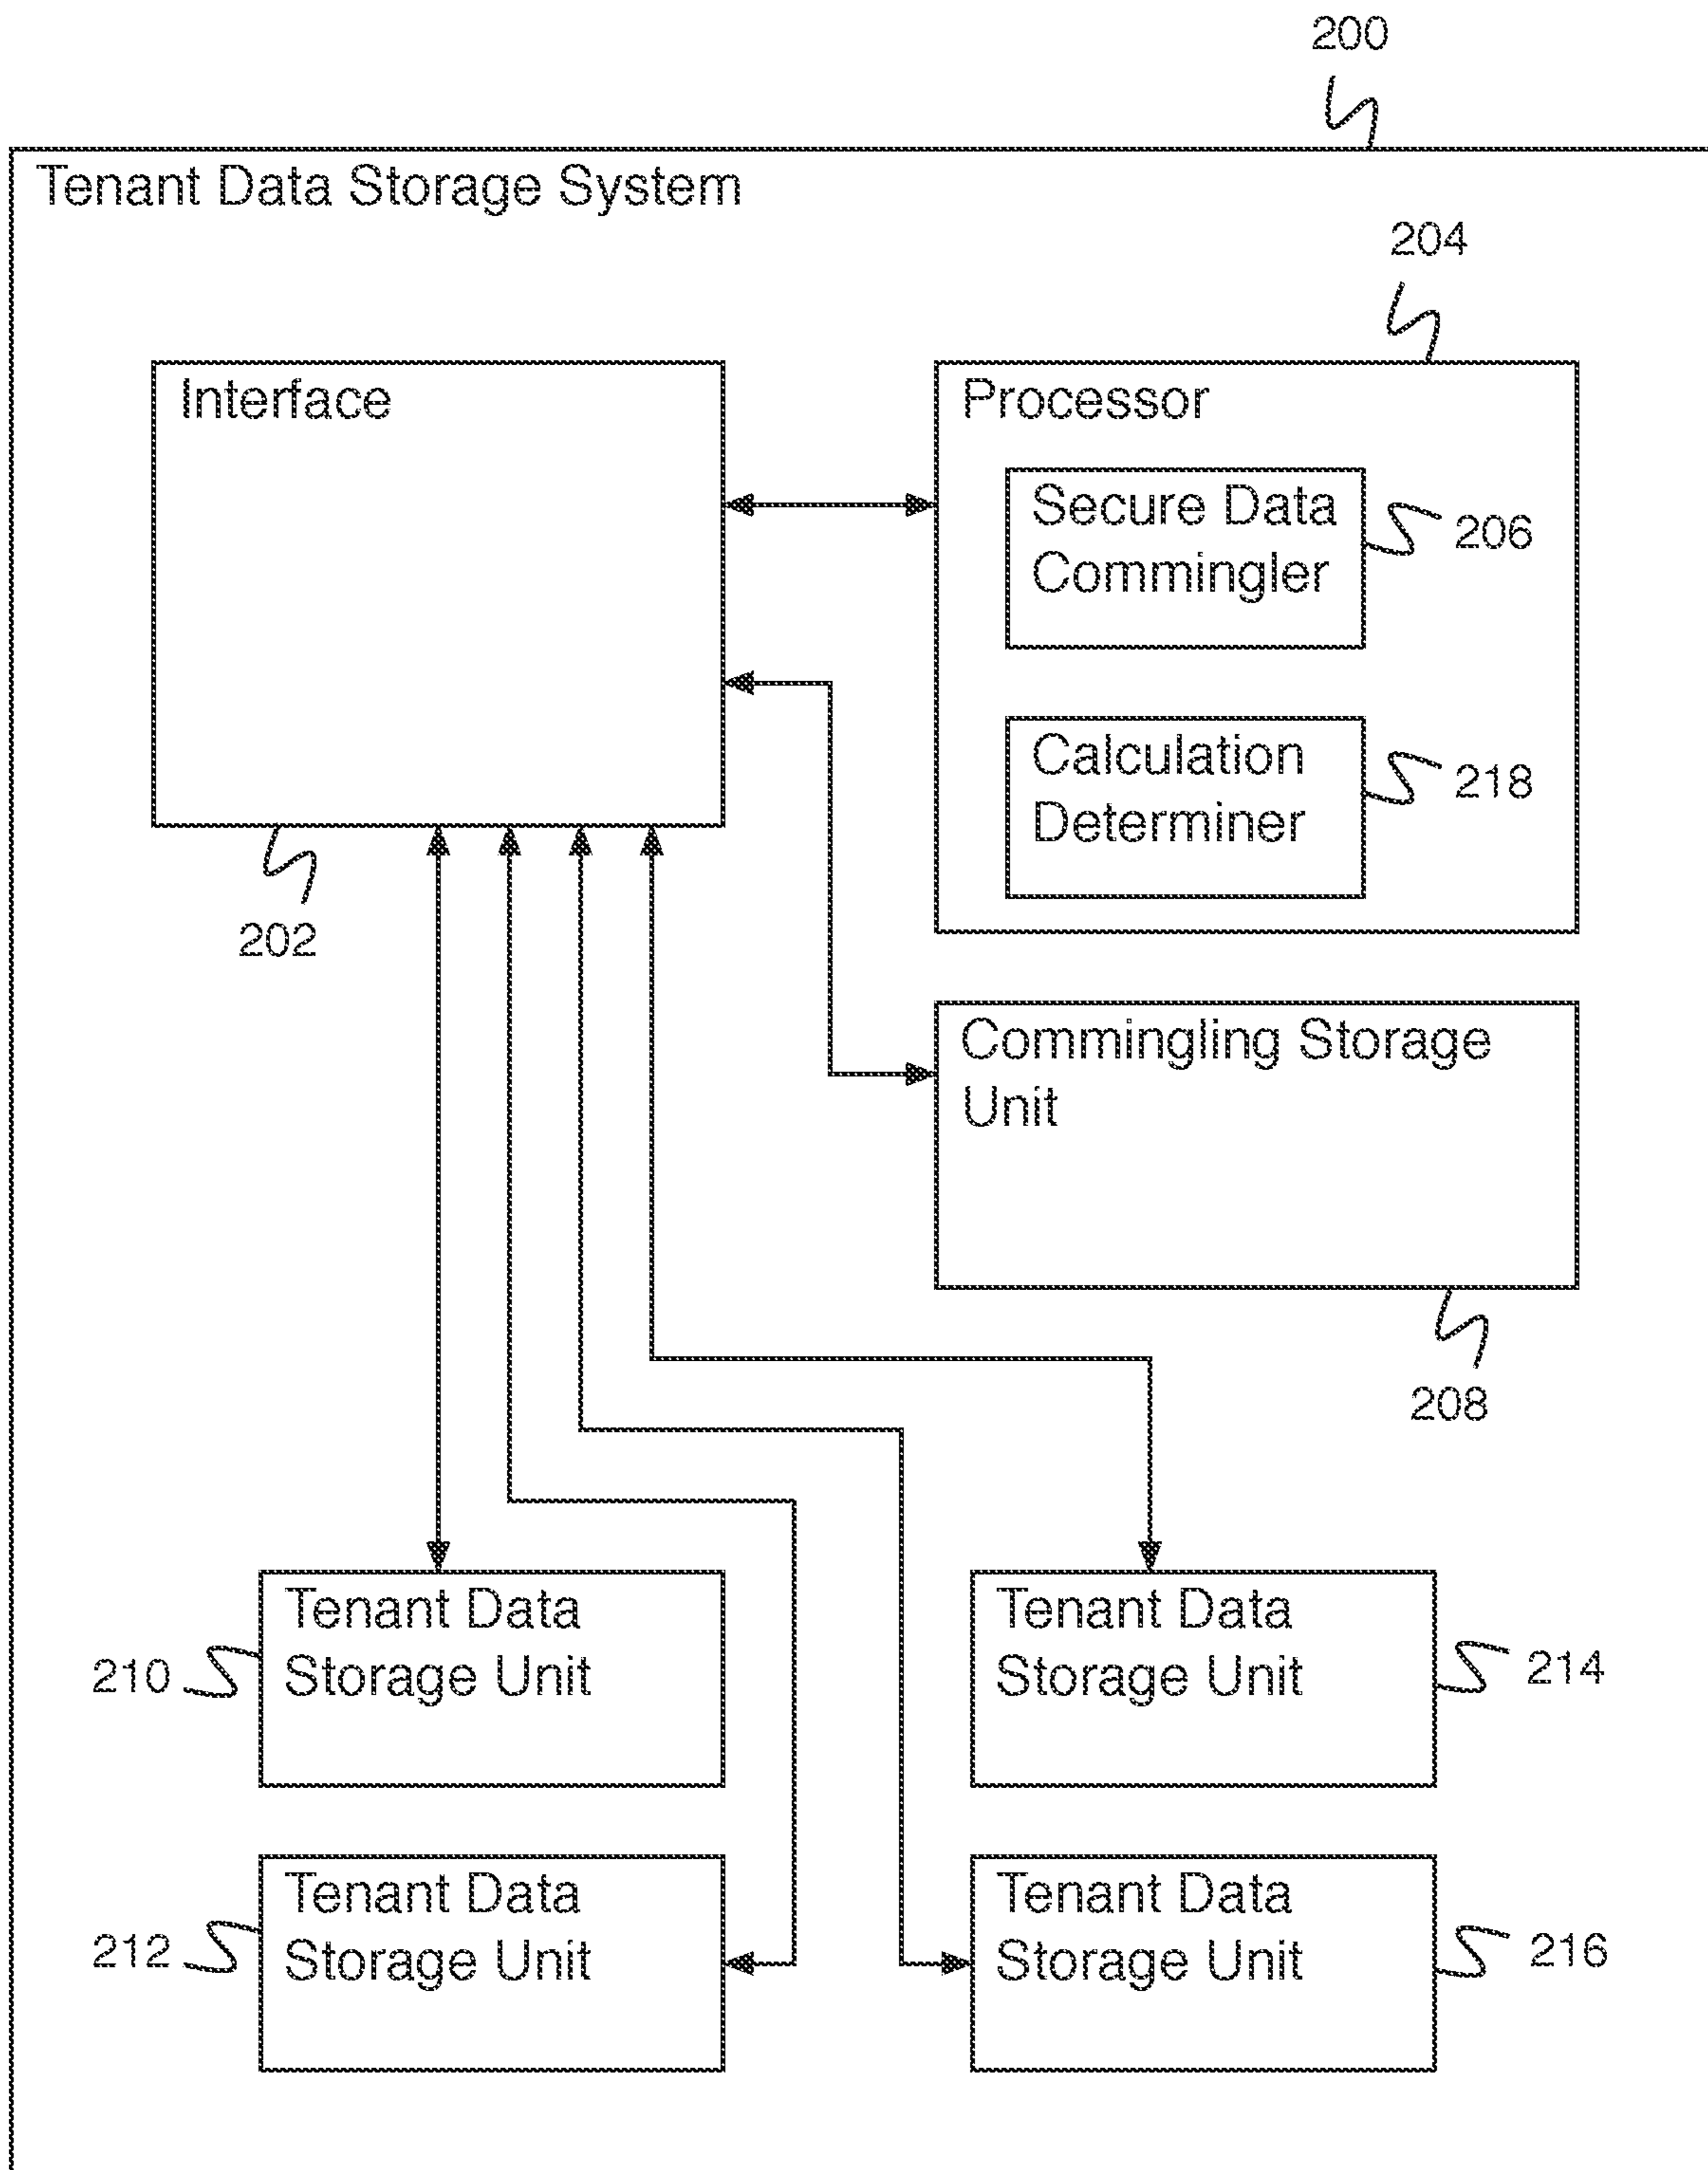 200
Tenant Data Storage System
204
Interface
Processor
Secure Data
Commingler
206
Calculation
Determiner
218
202
Commingling Storage
Unit
208
Tenant Data
Storage Unit
210
Tenant Data
Storage Unit
214
Tenant Data
Storage Unit
212
Tenant Data
Storage Unit
216